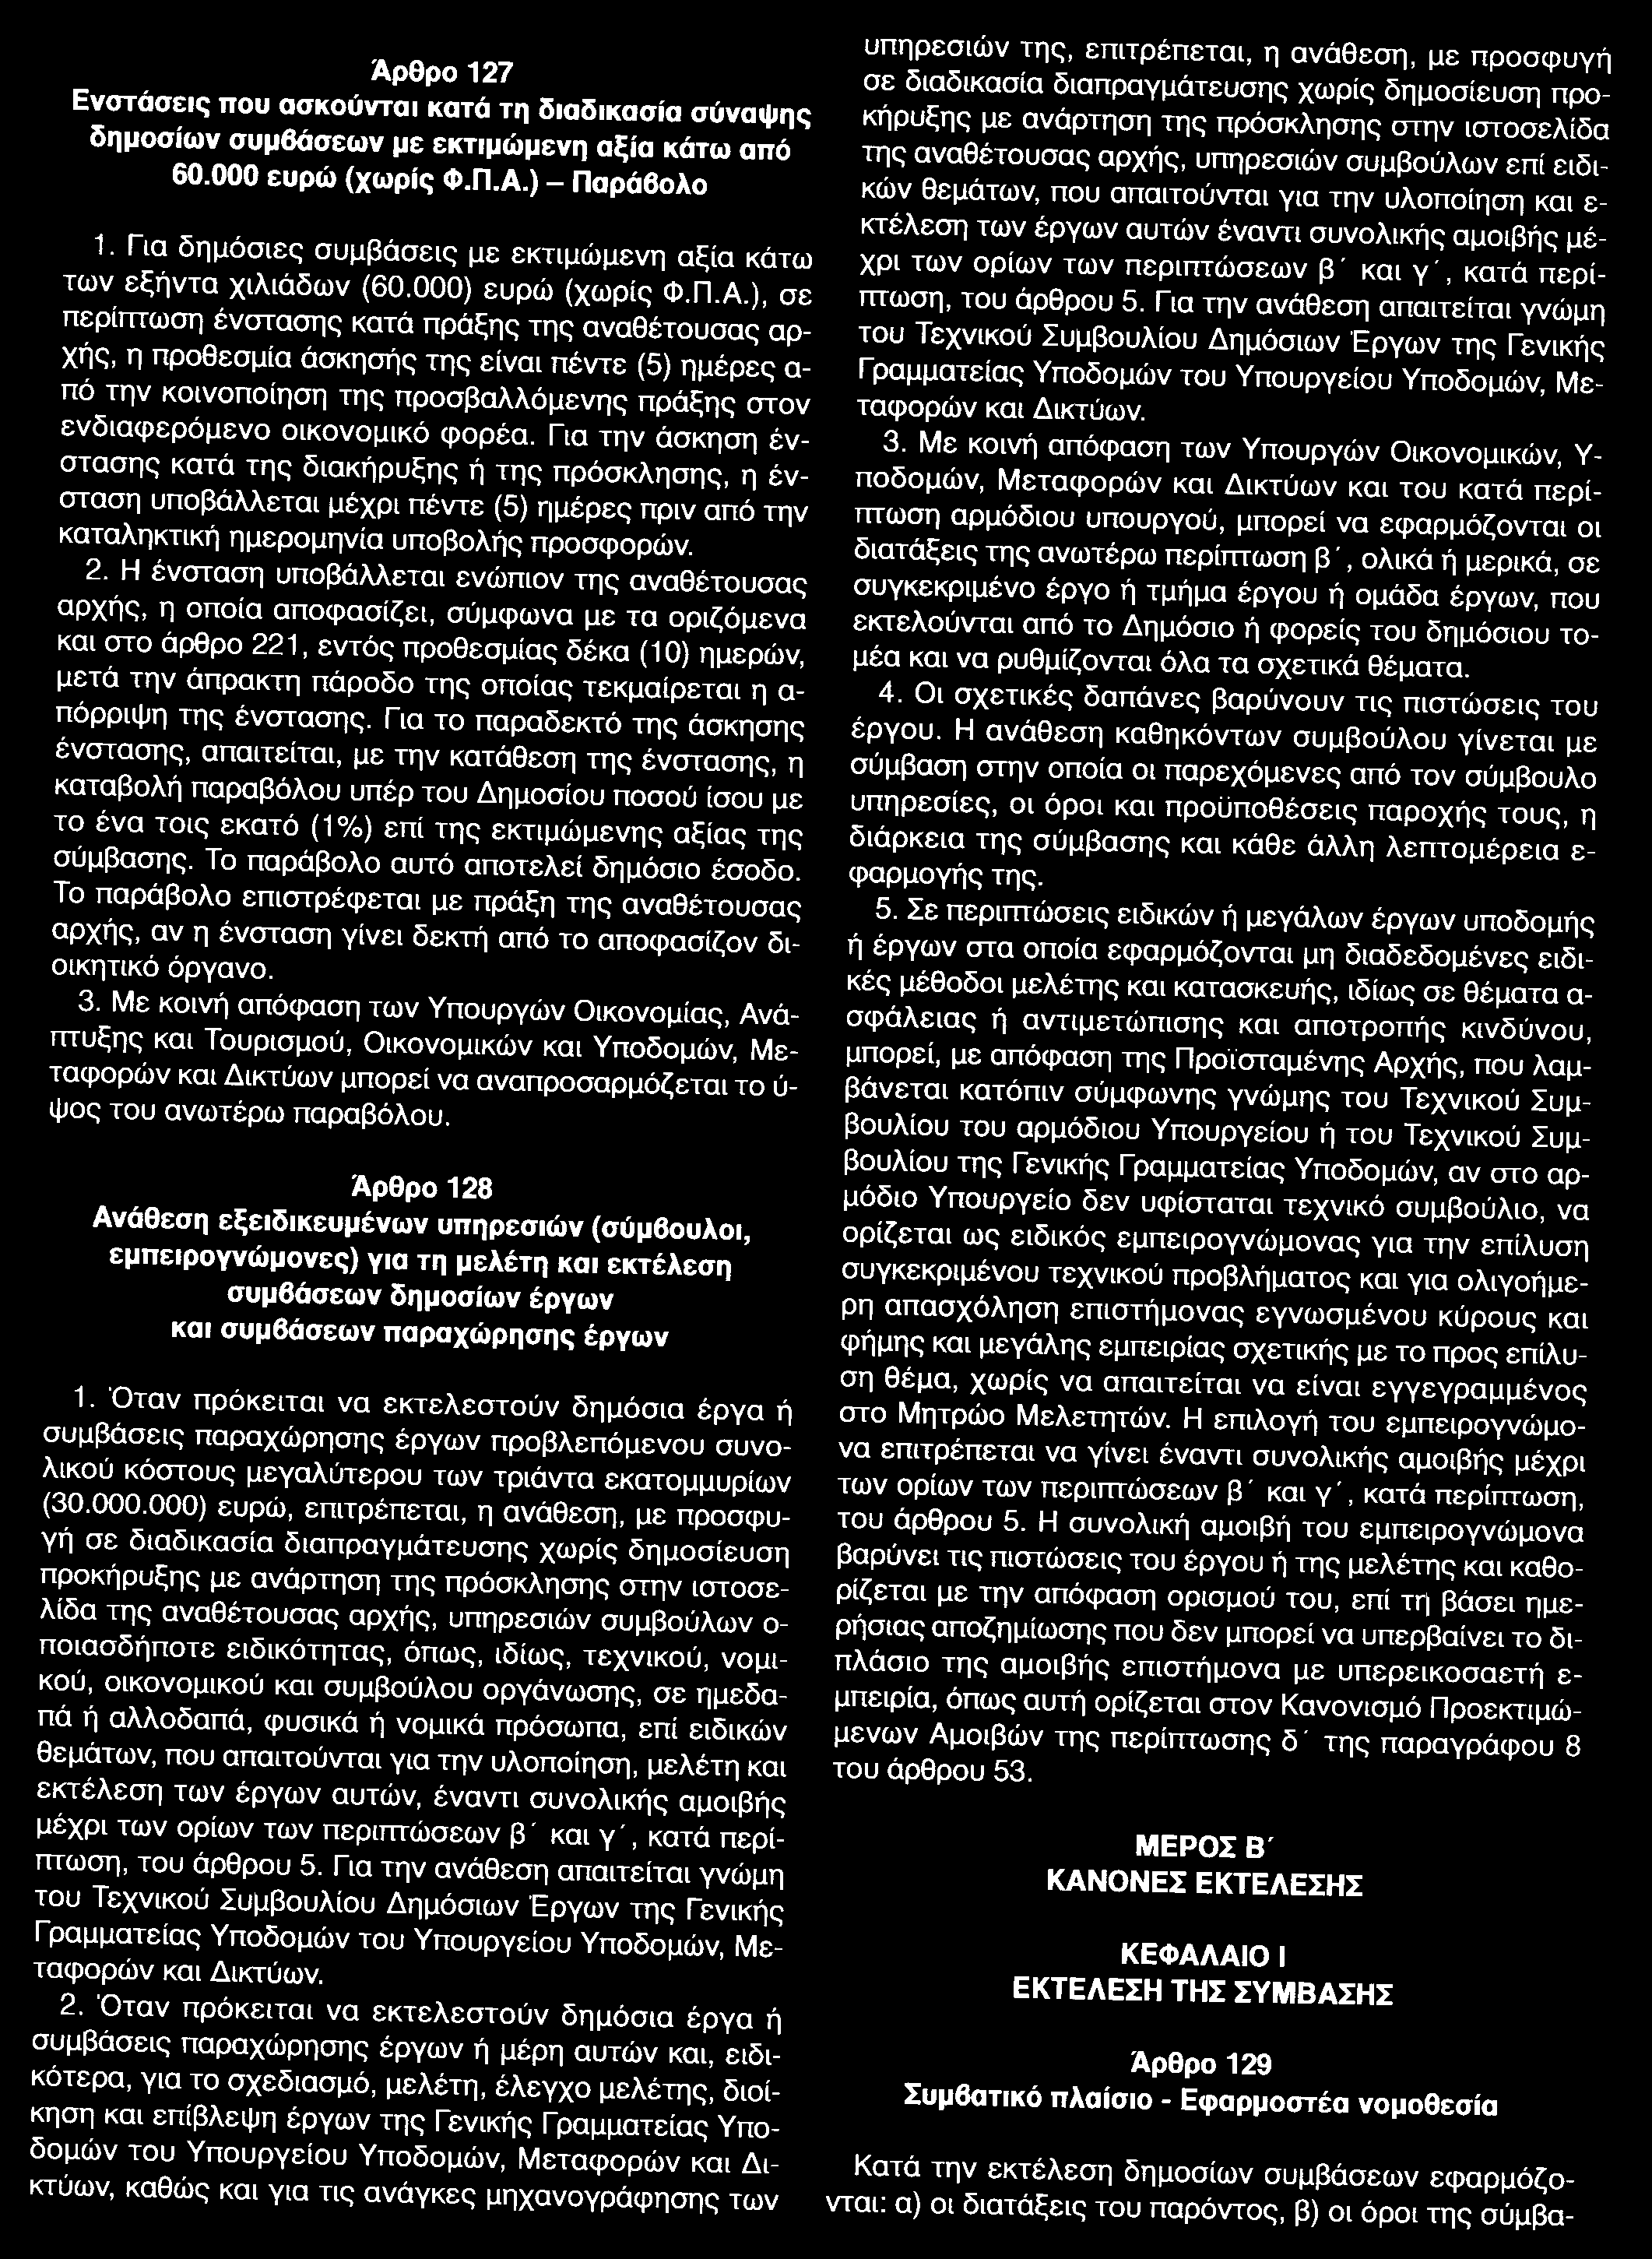 Άρθρο 127
Ενστάσεις που ασκούνται κατά τη διαδικασία σύναψης
δημοσίων συμβάσεων με εκτιμώμενη αξία κάτω από
60.000 ευρώ (χωρίς Φ.Π.Α.) – Παράβολο
1. Για δημόσιες συμβάσεις με εκτιμώμενη αξία κάτω
των εξήντα χιλιάδων (60.000) ευρώ (χωρίς Φ.Π.Α.), σε
περίπτωση ένστασης κατά πράξης της αναθέτουσας αρ-
χής, η προθεσμία άσκησής της είναι πέντε (5) ημέρες α-
πό την κοινοποίηση της προσβαλλόμενης πράξης στον
ενδιαφερόμενο οικονομικό φορέα. Για την άσκηση έν-
στασης κατά της διακήρυξης ή της πρόσκλησης, η έν-
σταση υποβάλλεται μέχρι πέντε (5) ημέρες πριν από την
καταληκτική ημερομηνία υποβολής προσφορών.
2. Η ένσταση υποβάλλεται ενώπιον της αναθέτουσας
αρχής, η οποία αποφασίζει, σύμφωνα με τα οριζόμενα
και στο άρθρο 221, εντός προθεσμίας δέκα (10) ημερών,
μετά την άπρακτη πάροδο της οποίας τεκμαίρεται η α-
πόρριψη της ένστασης. Για το παραδεκτό της άσκησης
ένστασης, απαιτείται, με την κατάθεση της ένστασης, η
καταβολή παραβόλου υπέρ του Δημοσίου ποσού ίσου με
το ένα τοις εκατό (1%) επί της εκτιμώμενης αξίας της
σύμβασης. Το παράβολο αυτό αποτελεί δημόσιο έσοδο.
Το παράβολο επιστρέφεται με πράξη της αναθέτουσας
αρχής, αν η ένσταση γίνει δεκτή από το αποφασίζον δι-
οικητικό όργανο.
3. Με κοινή απόφαση των Υπουργών Οικονομίας, Ανά-
πτυξης και Τουρισμού, Οικονομικών και Υποδομών, Με-
ταφορών και Δικτύων μπορεί να αναπροσαρμόζεται το ύ-
ψος του ανωτέρω παραβόλου.
Άρθρο 128
Ανάθεση εξειδικευμένων υπηρεσιών (σύμβουλοι,
εμπειρογνώμονες) για τη μελέτη και εκτέλεση
συμβάσεων δημοσίων έργων
και συμβάσεων παραχώρησης έργων
1. Όταν πρόκειται να εκτελεστούν δημόσια έργα ή
συμβάσεις παραχώρησης έργων προβλεπόμενου συνο-
λικού κόστους μεγαλύτερου των τριάντα εκατομμυρίων
(30.000.000) ευρώ, επιτρέπεται, η ανάθεση, με προσφυ-
γή σε διαδικασία διαπραγμάτευσης χωρίς δημοσίευση
προκήρυξης με ανάρτηση της πρόσκλησης στην ιστοσε-
λίδα της αναθέτουσας αρχής, υπηρεσιών συμβούλων ο-
ποιασδήποτε ειδικότητας, όπως, ιδίως, τεχνικού, νομι-
κού, οικονομικού και συμβούλου οργάνωσης, σε ημεδα-
πά ή αλλοδαπά, φυσικά ή νομικά πρόσωπα, επί ειδικών
θεμάτων, που απαιτούνται για την υλοποίηση, μελέτη και
εκτέλεση των έργων αυτών, έναντι συνολικής αμοιβής
μέχρι των ορίων των περιπτώσεων β΄ και γ΄, κατά περί-
πτωση, του άρθρου 5. Για την ανάθεση απαιτείται γνώμη
του Τεχνικού Συμβουλίου Δημόσιων Έργων της Γενικής
Γραμματείας Υποδομών του Υπουργείου Υποδομών, Με-
ταφορών και Δικτύων.
2. Όταν πρόκειται να εκτελεστούν δημόσια έργα ή
συμβάσεις παραχώρησης έργων ή μέρη αυτών και, ειδι-
κότερα, για το σχεδιασμό, μελέτη, έλεγχο μελέτης, διοί-
κηση και επίβλεψη έργων της Γενικής Γραμματείας Υπο-
δομών του Υπουργείου Υποδομών, Μεταφορών και Δι-
κτύων, καθώς και για τις ανάγκες μηχανογράφησης των
υπηρεσιών της, επιτρέπεται, η ανάθεση, με προσφυγή
σε διαδικασία διαπραγμάτευσης χωρίς δημοσίευση προ-
κήρυξης με ανάρτηση της πρόσκλησης στην ιστοσελίδα
της αναθέτουσας αρχής, υπηρεσιών συμβούλων επί ειδι-
κών θεμάτων, που απαιτούνται για την υλοποίηση και ε-
κτέλεση των έργων αυτών έναντι συνολικής αμοιβής μέ-
χρι των ορίων των περιπτώσεων β΄ και γ΄, κατά περί-
πτωση, του άρθρου 5. Για την ανάθεση απαιτείται γνώμη
του Τεχνικού Συμβουλίου Δημόσιων Έργων της Γενικής
Γραμματείας Υποδομών του Υπουργείου Υποδομών, Με-
ταφορών και Δικτύων.
3. Με κοινή απόφαση των Υπουργών Οικονομικών, Υ-
ποδομών, Μεταφορών και Δικτύων και του κατά περί-
πτωση αρμόδιου υπουργού, μπορεί να εφαρμόζονται οι
διατάξεις της ανωτέρω περίπτωση β΄, ολικά ή μερικά, σε
συγκεκριμένο έργο ή τμήμα έργου ή ομάδα έργων, που
εκτελούνται από το Δημόσιο ή φορείς του δημόσιου το-
μέα και να ρυθμίζονται όλα τα σχετικά θέματα.
4. Οι σχετικές δαπάνες βαρύνουν τις πιστώσεις του
έργου. Η ανάθεση καθηκόντων συμβούλου γίνεται με
σύμβαση στην οποία οι παρεχόμενες από τον σύμβουλο
υπηρεσίες, οι όροι και προϋποθέσεις παροχής τους, η
διάρκεια της σύμβασης και κάθε άλλη λεπτομέρεια ε-
φαρμογής της.
5. Σε περιπτώσεις ειδικών ή μεγάλων έργων υποδομής
ή έργων στα οποία εφαρμόζονται μη διαδεδομένες ειδι-
κές μέθοδοι μελέτης και κατασκευής, ιδίως σε θέματα α-
σφάλειας ή αντιμετώπισης και αποτροπής κινδύνου,
μπορεί, με απόφαση της Προϊσταμένης Αρχής, που λαμ-
βάνεται κατόπιν σύμφωνης γνώμης του Τεχνικού Συμ-
βουλίου του αρμόδιου Υπουργείου ή του Τεχνικού Συμ-
βουλίου της Γενικής Γραμματείας Υποδομών, αν στο αρ-
μόδιο Υπουργείο δεν υφίσταται τεχνικό συμβούλιο, να
ορίζεται ως ειδικός εμπειρογνώμονας για την επίλυση
συγκεκριμένου τεχνικού προβλήματος και για ολιγοήμε-
ρη απασχόληση επιστήμονας εγνωσμένου κύρους και
φήμης και μεγάλης εμπειρίας σχετικής με το προς επίλυ-
ση θέμα, χωρίς να απαιτείται να είναι εγγεγραμμένος
στο Μητρώο Μελετητών. Η επιλογή του εμπειρογνώμο-
να επιτρέπεται να γίνει έναντι συνολικής αμοιβής μέχρι
των ορίων των περιπτώσεων β΄ και γ΄, κατά περίπτωση,
του άρθρου 5. Η συνολική αμοιβή του εμπειρογνώμονα
βαρύνει τις πιστώσεις του έργου ή της μελέτης και καθο-
ρίζεται με την απόφαση ορισμού του, επί τη βάσει ημε-
ρήσιας αποζημίωσης που δεν μπορεί να υπερβαίνει το δι-
πλάσιο της αμοιβής επιστήμονα με υπερεικοσαετή ε-
μπειρία, όπως αυτή ορίζεται στον Κανονισμό Προεκτιμώ-
μενων Αμοιβών της περίπτωσης δ΄ της παραγράφου 8
του άρθρου 53.
ΜΕΡΟΣ Β΄
ΚΑΝΟΝΕΣ ΕΚΤΕΛΕΣΗΣ
ΚΕΦΑΛΑΙΟ Ι
ΕΚΤΕΛΕΣΗ ΤΗΣ ΣΥΜΒΑΣΗΣ
Άρθρο 129
Συμβατικό πλαίσιο - Εφαρμοστέα νομοθεσία
Κατά την εκτέλεση δημοσίων συμβάσεων εφαρμόζο-
νται: α) οι διατάξεις του παρόντος, β) οι όροι της σύμβα-